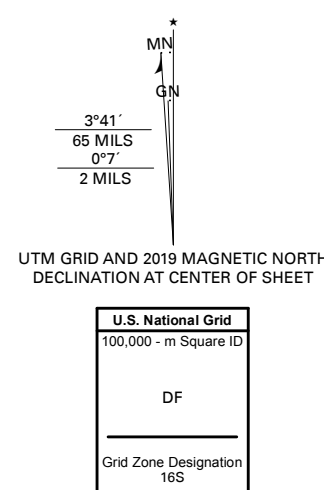 MN
GN
3°41´
65 MILS
0°7´
2 MILS
UTM GRID AND 2019 MAGNETIC NORTH
DECLINATION AT CENTER OF SHEET
U.S. National Grid
100,000 - m Square ID
DF
Grid Zone Designation
16S